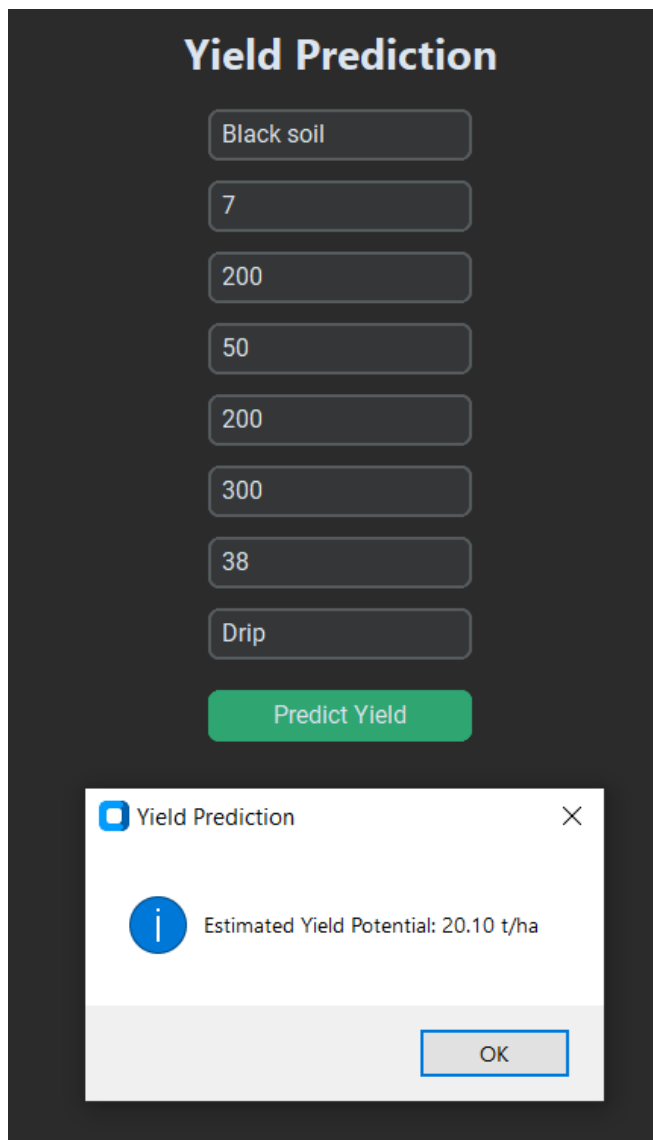 Yield Prediction
Black soil
7
200
50
200
300
38
Drip
Predict Yield
Yield Prediction
Estimated Yield Potential: 20.10 t/ha
OK